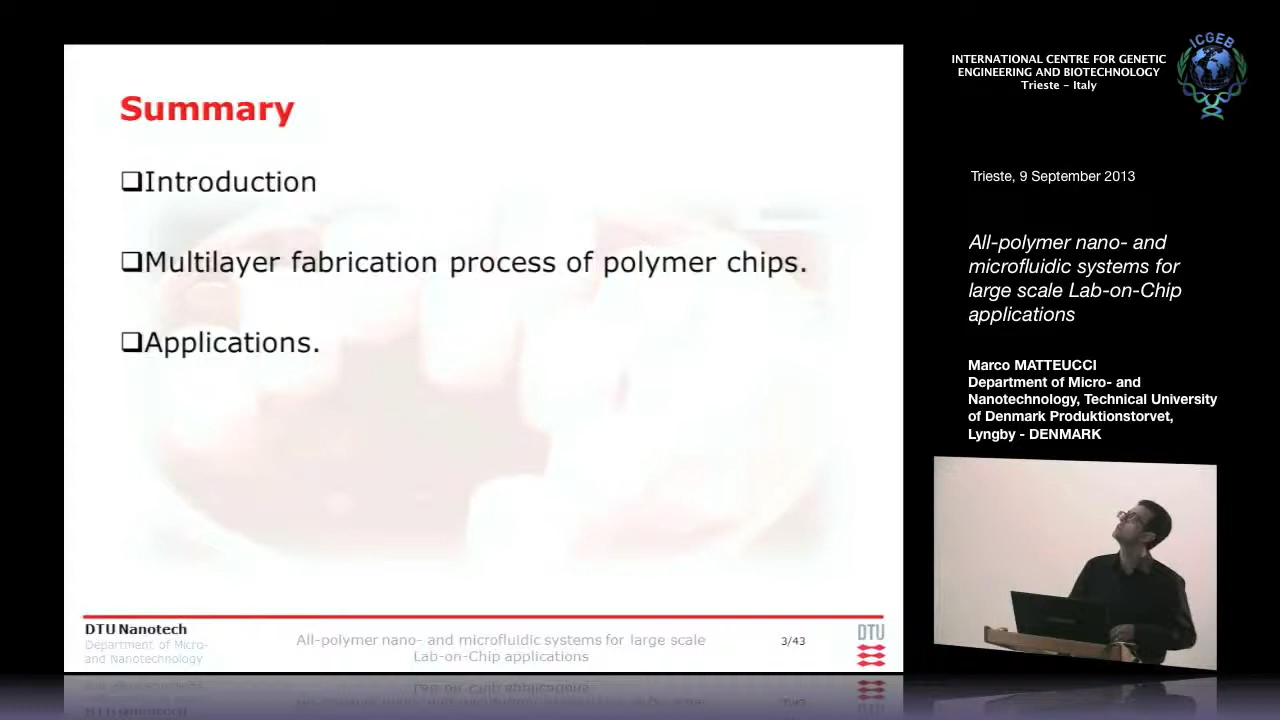 Summary
❑Introduction
❑Multilayer fabrication process of polymer chips.
❑Applications.
DTU Nanotech
Department of Micro-
and Nanotechnology
All-polymer nano- and microfluidic systems for large scale
Lab-on-Chip applications
3/43
DTU
INTERNATIONAL CENTRE FOR GENETIC
ENGINEERING AND BIOTECHNOLOGY
Trieste - Italy
ICGEB
Trieste, 9 September 2013
All-polymer nano- and
microfluidic systems for
large scale Lab-on-Chip
applications
Marco MATTEUCCI
Department of Micro- and
Nanotechnology, Technical University
of Denmark Produktionstorvet,
Lyngby - DENMARK